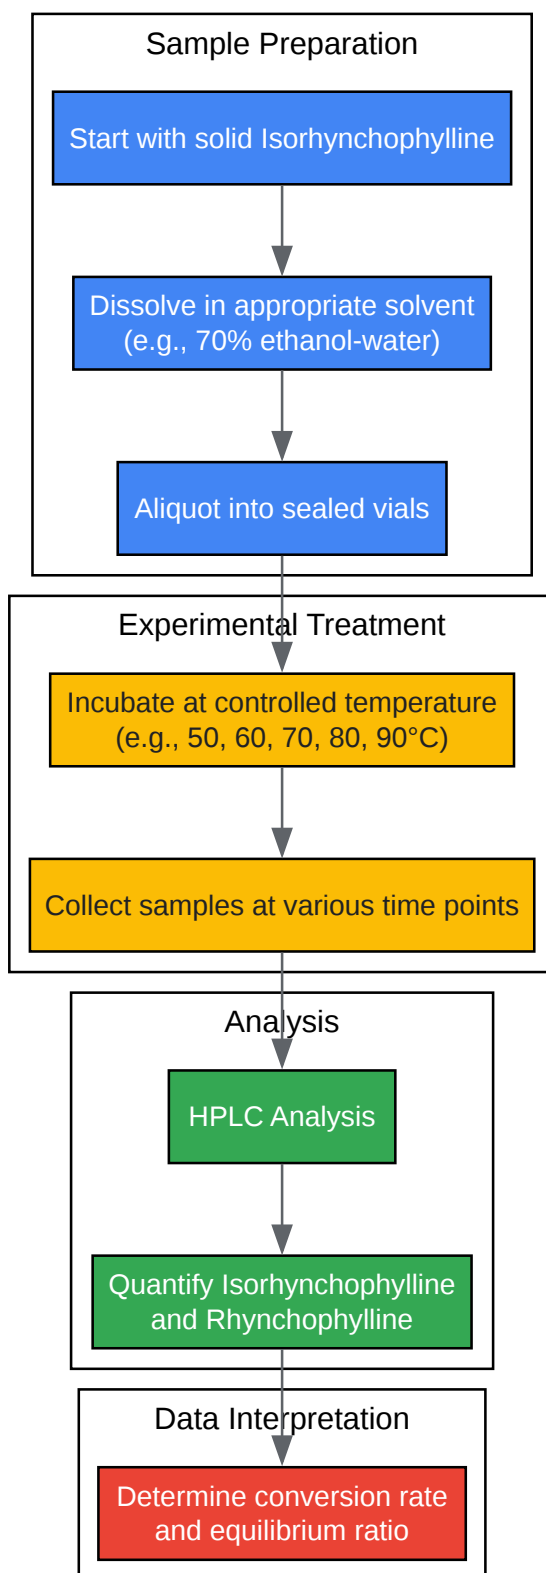 Sample Preparation
Start with solid Isorhynchophylline
Dissolve in appropriate solvent
(e.g., 70% ethanol-water)
Aliquot into sealed vials
Experimental Treatment
Incubate at controlled temperature
(e.g., 50, 60, 70, 80, 90°C)
Collect samples at various time points
Analysis
HPLC Analysis
Quantify Isorhynchophylline
and Rhynchophylline
Data Interpretation
Determine conversion rate
and equilibrium ratio